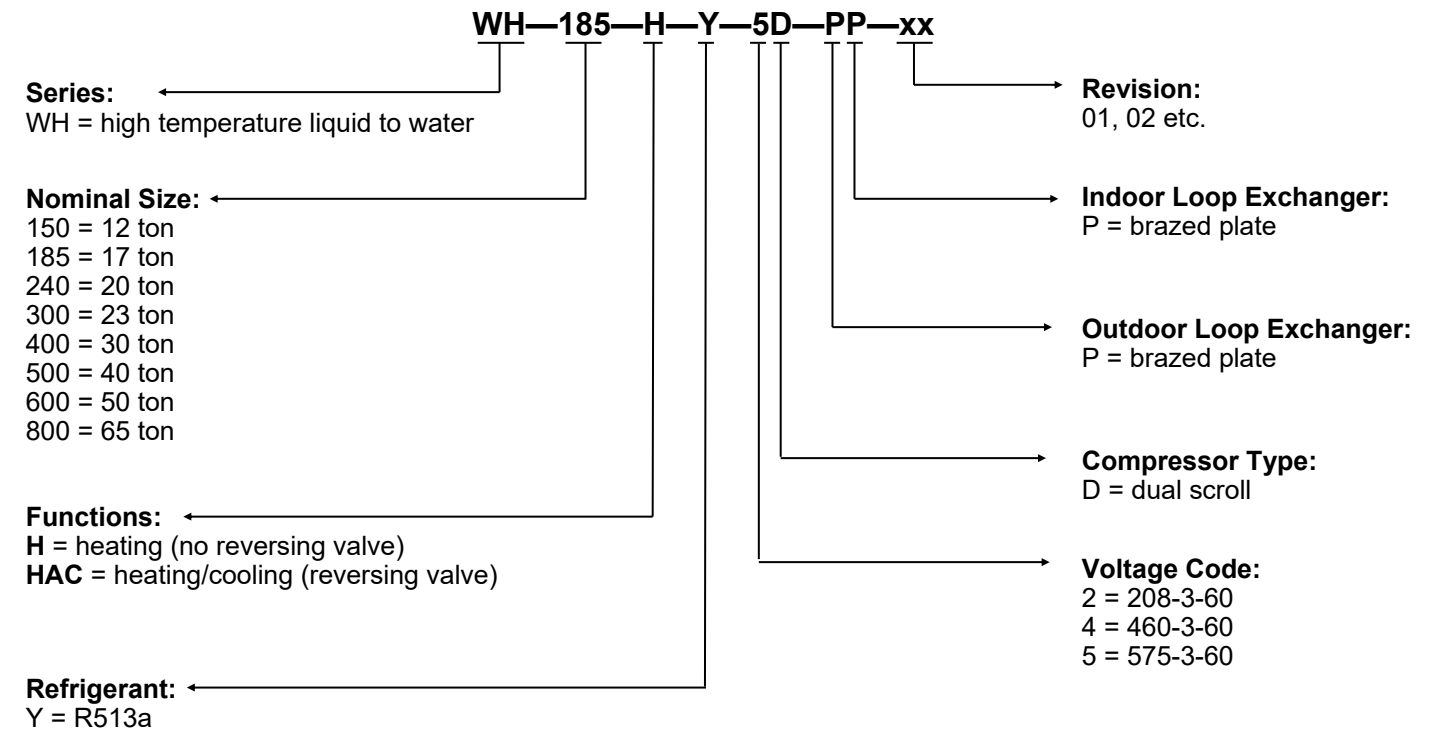 WH—185—H—Y—5D—PP—xx
Series:
WH = high temperature liquid to water
Nominal Size:
150 = 12 ton
185 = 17 ton
240 = 20 ton
300 = 23 ton
400 = 30 ton
500 = 40 ton
600 = 50 ton
800 = 65 ton
Functions:
H = heating (no reversing valve)
HAC = heating/cooling (reversing valve)
Refrigerant:
Y = R513a
Revision:
01, 02 etc.
Indoor Loop Exchanger:
P = brazed plate
Outdoor Loop Exchanger:
P = brazed plate
Compressor Type:
D = dual scroll
Voltage Code:
2 = 208-3-60
4 = 460-3-60
5 = 575-3-60